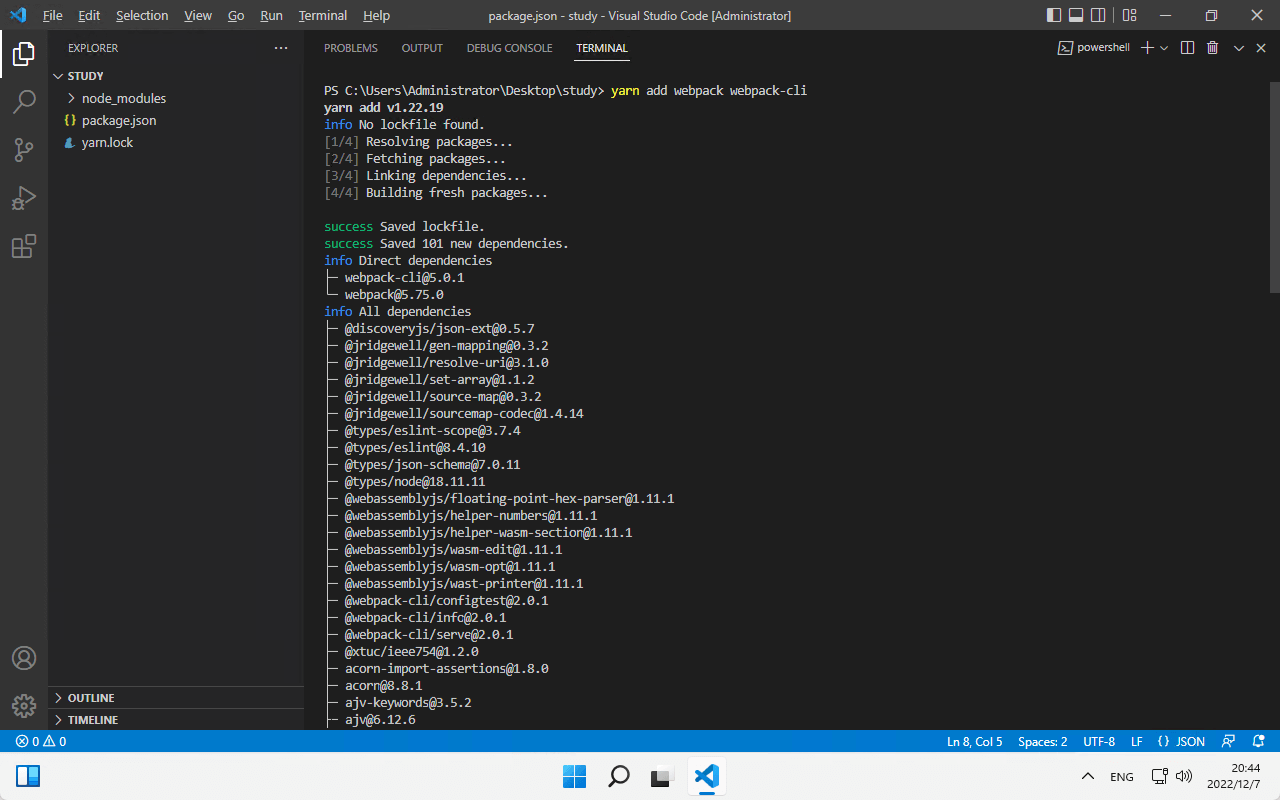 File Edit Selection View Go Run Terminal Help package.json - study - Visual Studio Code [Administrator]
EXPLORER
STUDY
node_modules
{} package.json
yarn.lock
OUTLINE
TIMELINE
PROBLEMS OUTPUT DEBUG CONSOLE TERMINAL powershell
PS C:\Users\Administrator\Desktop\study> yarn add webpack webpack-cli
yarn add v1.22.19
info No lockfile found.
[1/4] Resolving packages...
[2/4] Fetching packages...
[3/4] Linking dependencies...
[4/4] Building fresh packages...
success Saved lockfile.
success Saved 101 new dependencies.
info Direct dependencies
├─ webpack-cli@5.0.1
└─ webpack@5.75.0
info All dependencies
├─ @discoveryjs/json-ext@0.5.7
├─ @jridgewell/gen-mapping@0.3.2
├─ @jridgewell/resolve-uri@3.1.0
├─ @jridgewell/set-array@1.1.2
├─ @jridgewell/source-map@0.3.2
├─ @jridgewell/sourcemap-codec@1.4.14
├─ @types/eslint-scope@3.7.4
├─ @types/eslint@8.4.10
├─ @types/json-schema@7.0.11
├─ @types/node@18.11.11
├─ @webassemblyjs/floating-point-hex-parser@1.11.1
├─ @webassemblyjs/helper-numbers@1.11.1
├─ @webassemblyjs/helper-wasm-section@1.11.1
├─ @webassemblyjs/wasm-edit@1.11.1
├─ @webassemblyjs/wasm-opt@1.11.1
├─ @webassemblyjs/wast-printer@1.11.1
├─ @webpack-cli/configtest@2.0.1
├─ @webpack-cli/info@2.0.1
├─ @webpack-cli/serve@2.0.1
├─ @xtuc/ieee754@1.2.0
├─ acorn-import-assertions@1.8.0
├─ acorn@8.8.1
├─ ajv-keywords@3.5.2
├─ ajv@6.12.6
0 0 Ln 8, Col 5 Spaces: 2 UTF-8 LF {} JSON
ENG
20:44
2022/12/7